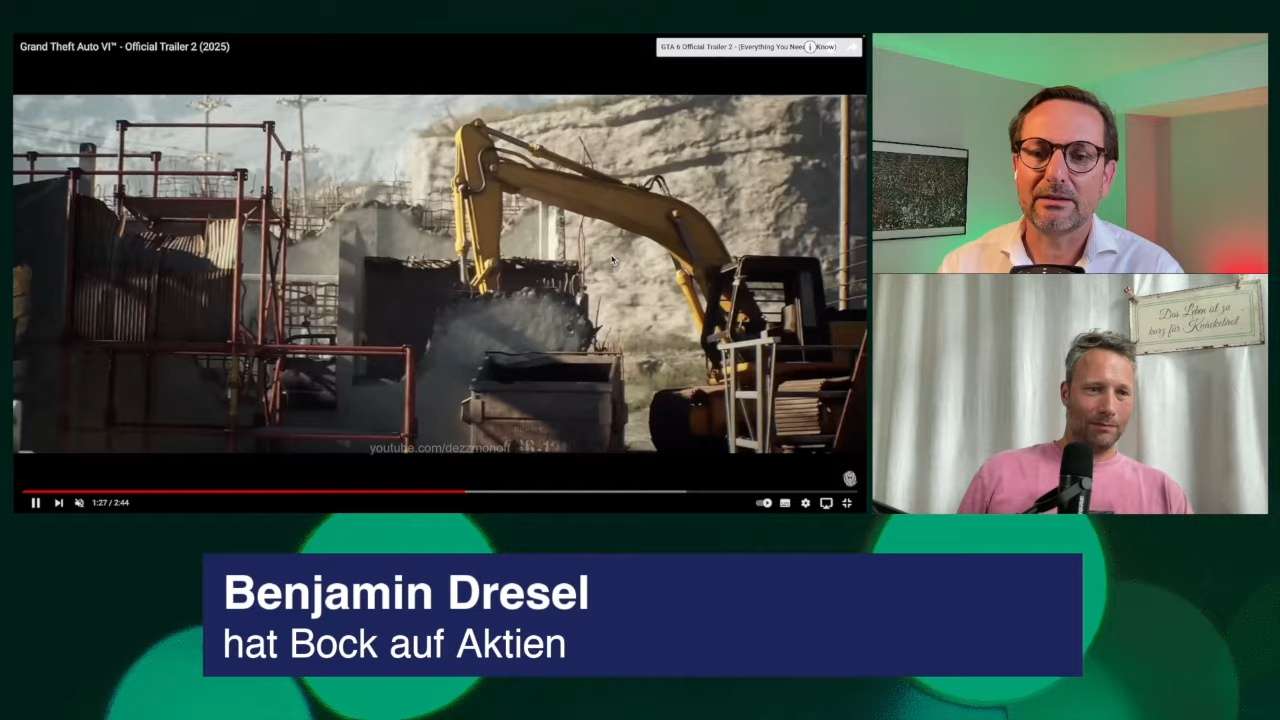 Grand Theft Auto VI™ - Official Trailer 2 (2025)
GTA 6 Official Trailer 2 - (Everything You Need Know)
Das Leben ist zu
kurz für Knäckebrot.
youtube.com/dezzmonoff
1:27 / 2:44
Benjamin Dresel
hat Bock auf Aktien